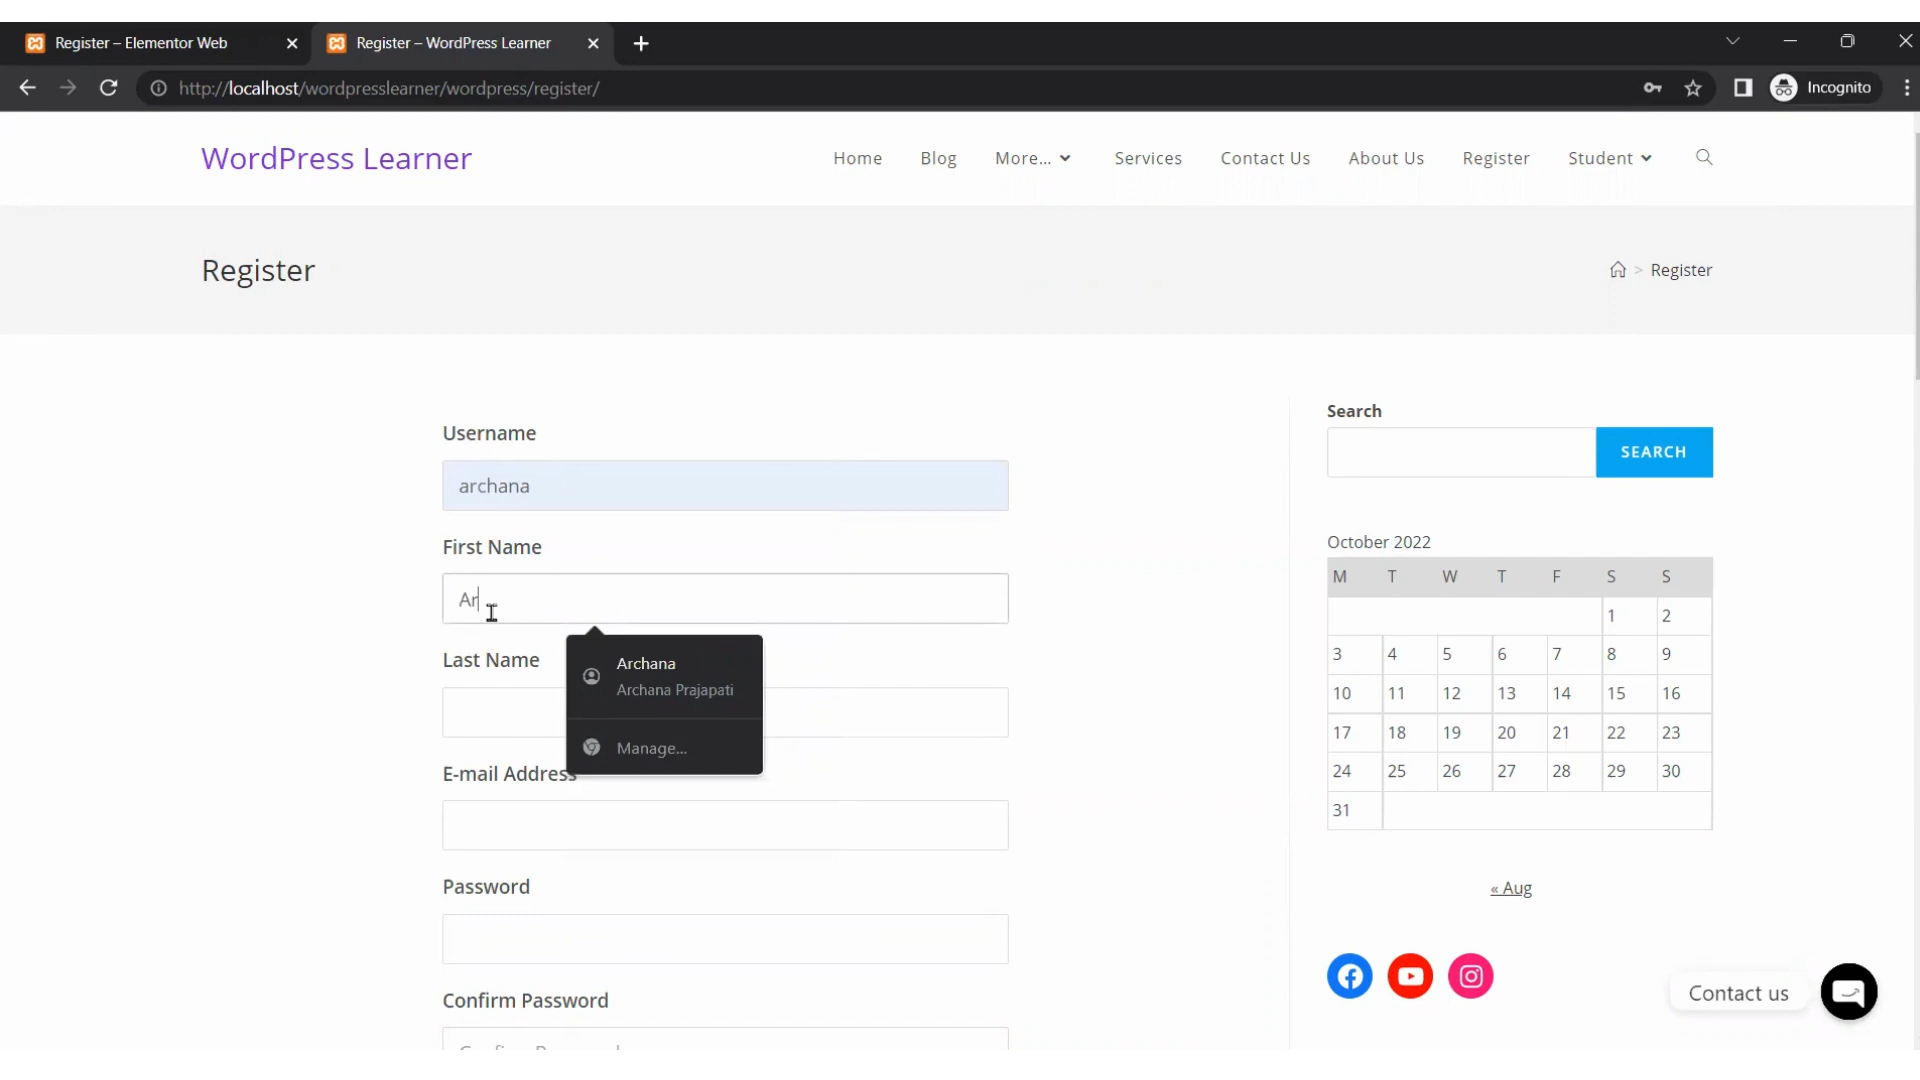 Register – Elementor Web
Register – WordPress Learner
http://localhost/wordpresslearner/wordpress/register/
Incognito
WordPress Learner
Home Blog More... Services Contact Us About Us Register Student
Register
> Register
Username
archana
First Name
Ar
Archana
Archana Prajapati
Manage...
Last Name
E-mail Address
Password
Confirm Password
Search
SEARCH
October 2022
M T W T F S S
1 2
3 4 5 6 7 8 9
10 11 12 13 14 15 16
17 18 19 20 21 22 23
24 25 26 27 28 29 30
31
« Aug
Contact us